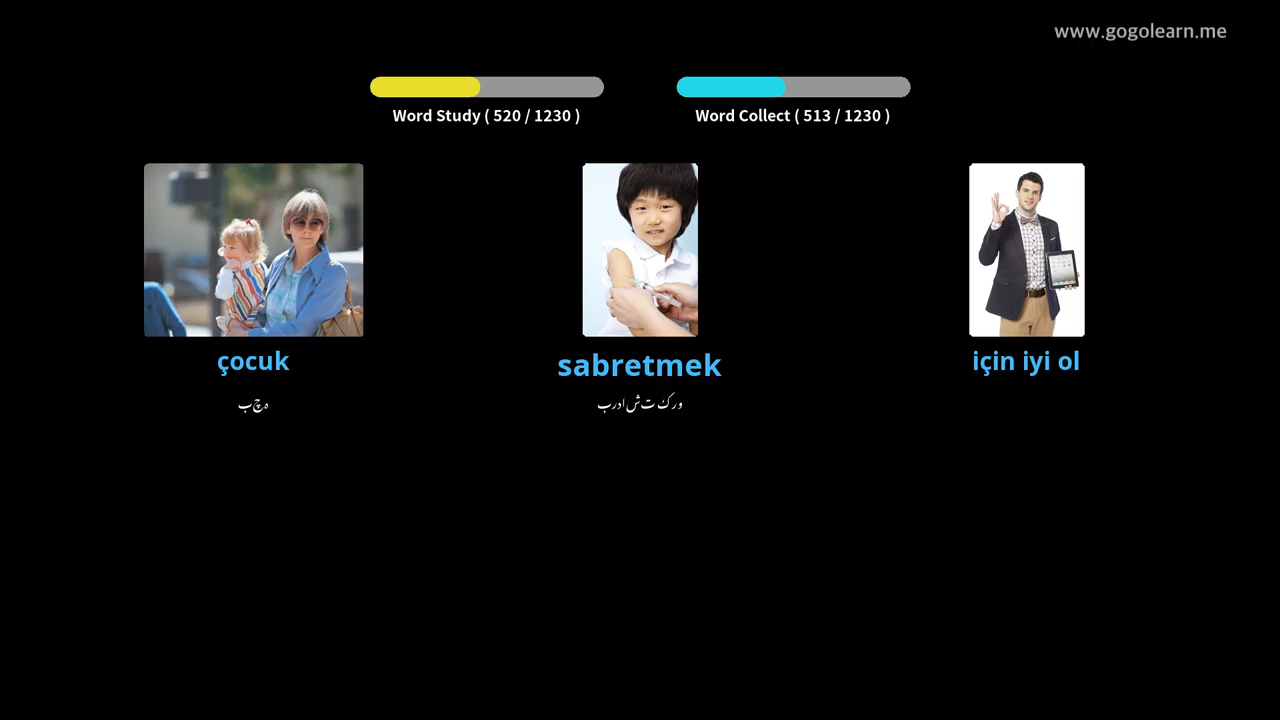 www.gogolearn.me
Word Study ( 520 / 1230 )
Word Collect ( 513 / 1230 )
çocuk
sabretmek
için iyi ol
بچہ
برداشت کرو